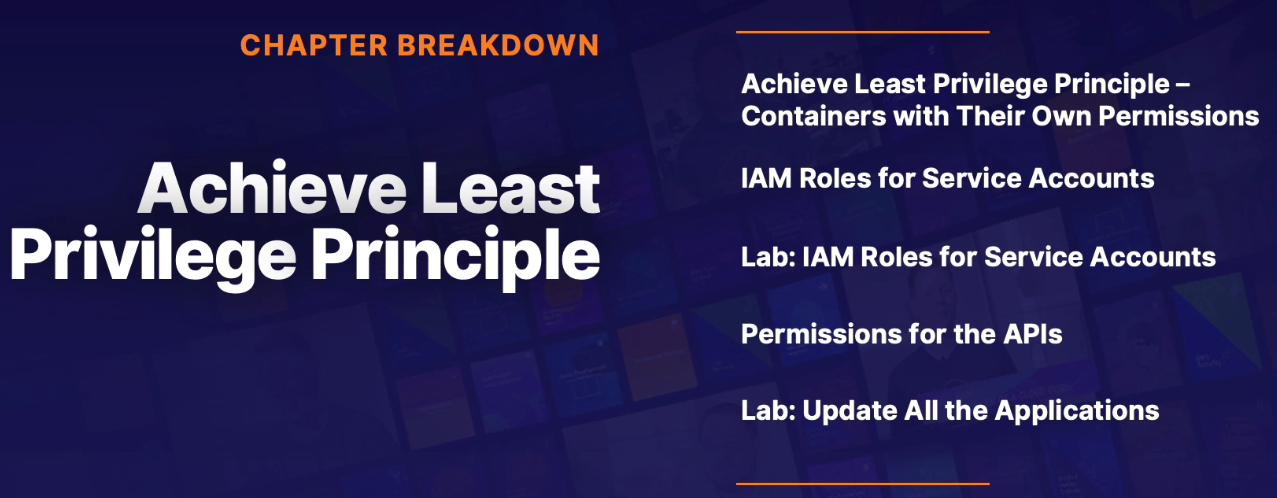 CHAPTER BREAKDOWN
Achieve Least
Privilege Principle
Achieve Least Privilege Principle –
Containers with Their Own Permissions
IAM Roles for Service Accounts
Lab: IAM Roles for Service Accounts
Permissions for the APIs
Lab: Update All the Applications